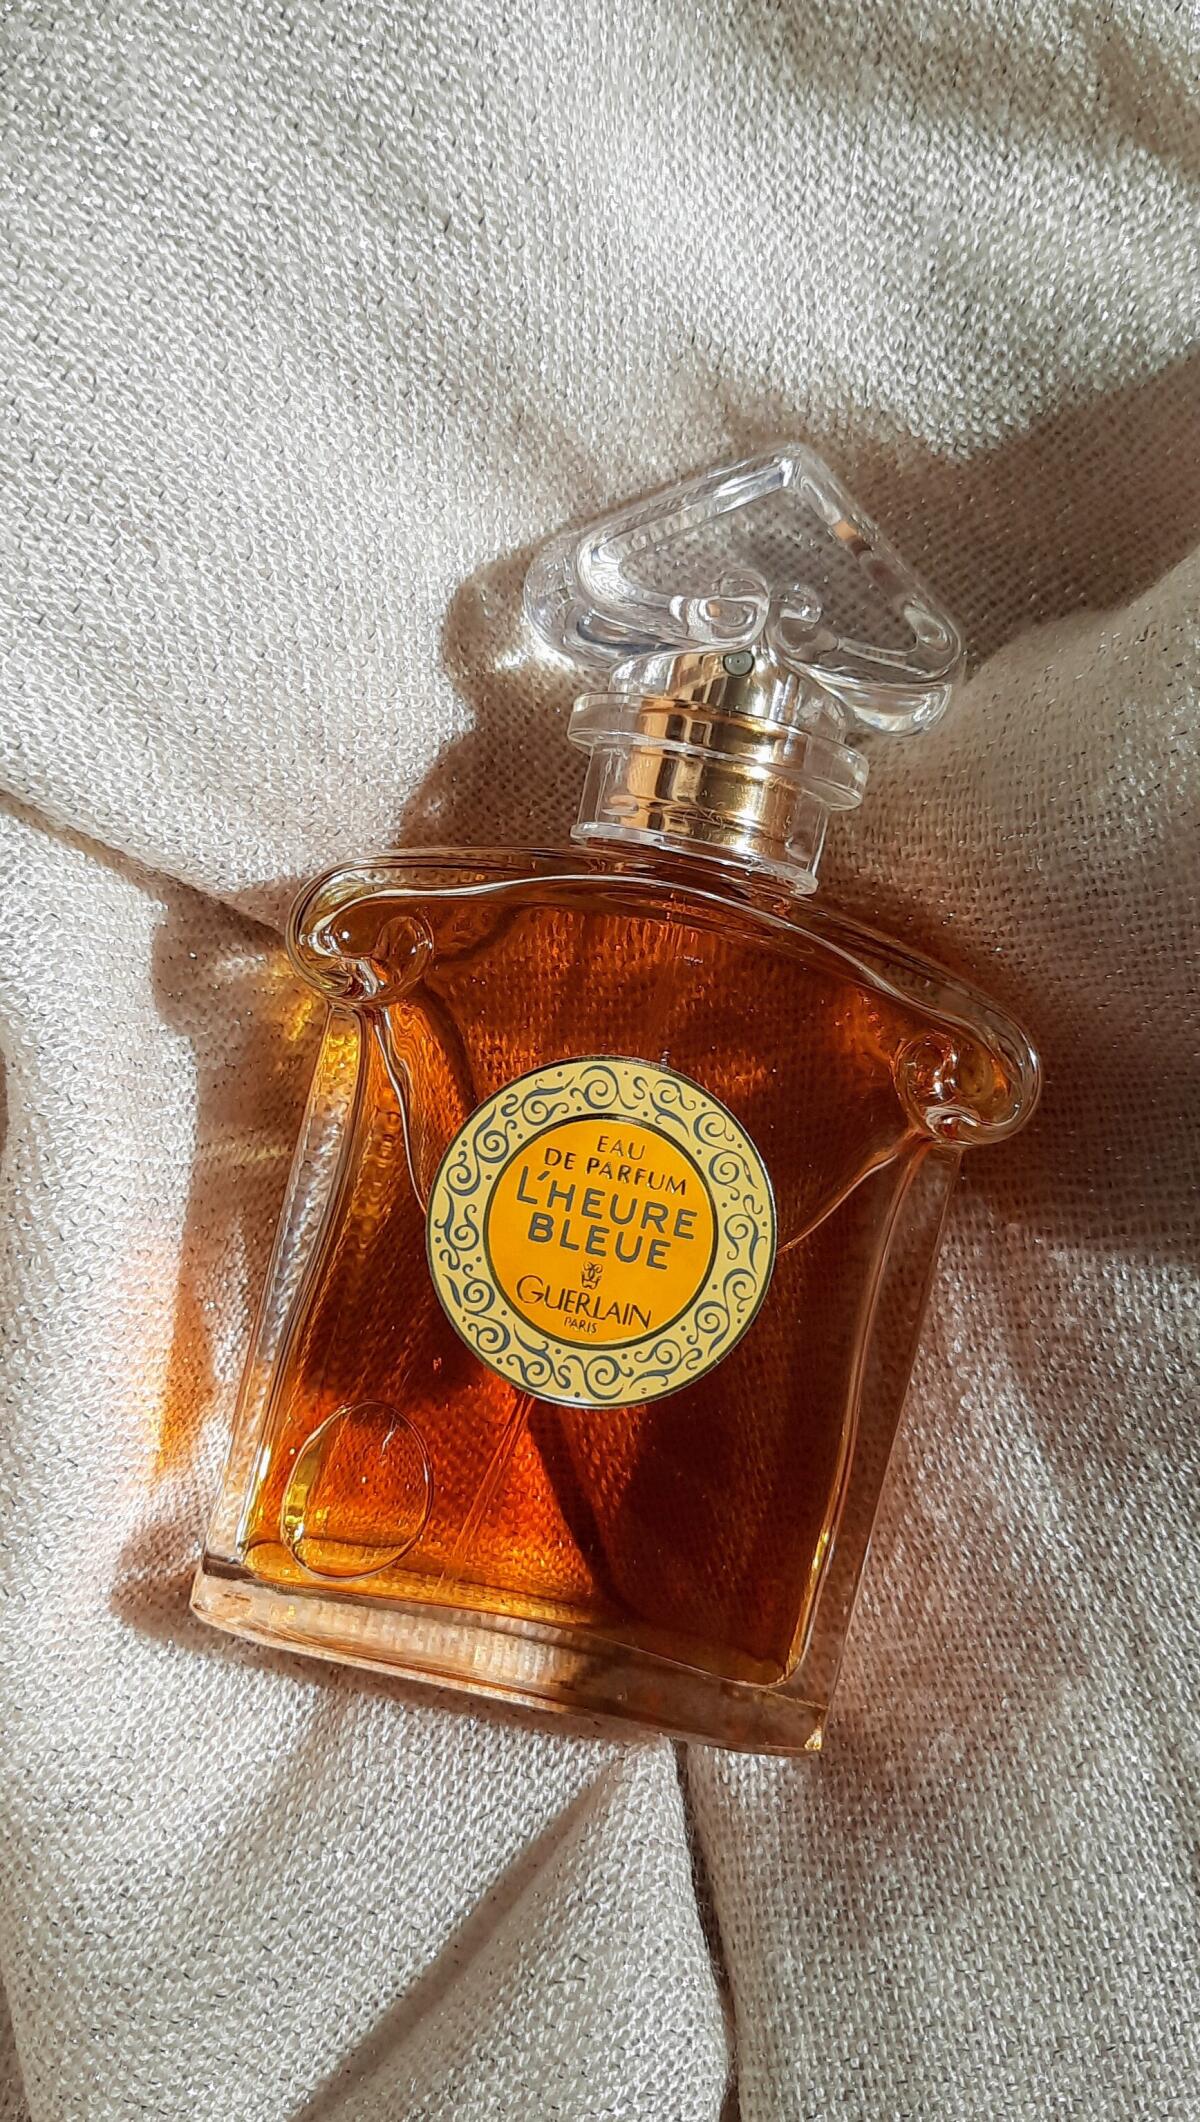 EAU
DE PARFUM
L'HEURE
BLEUE
GUERLAIN
PARIS